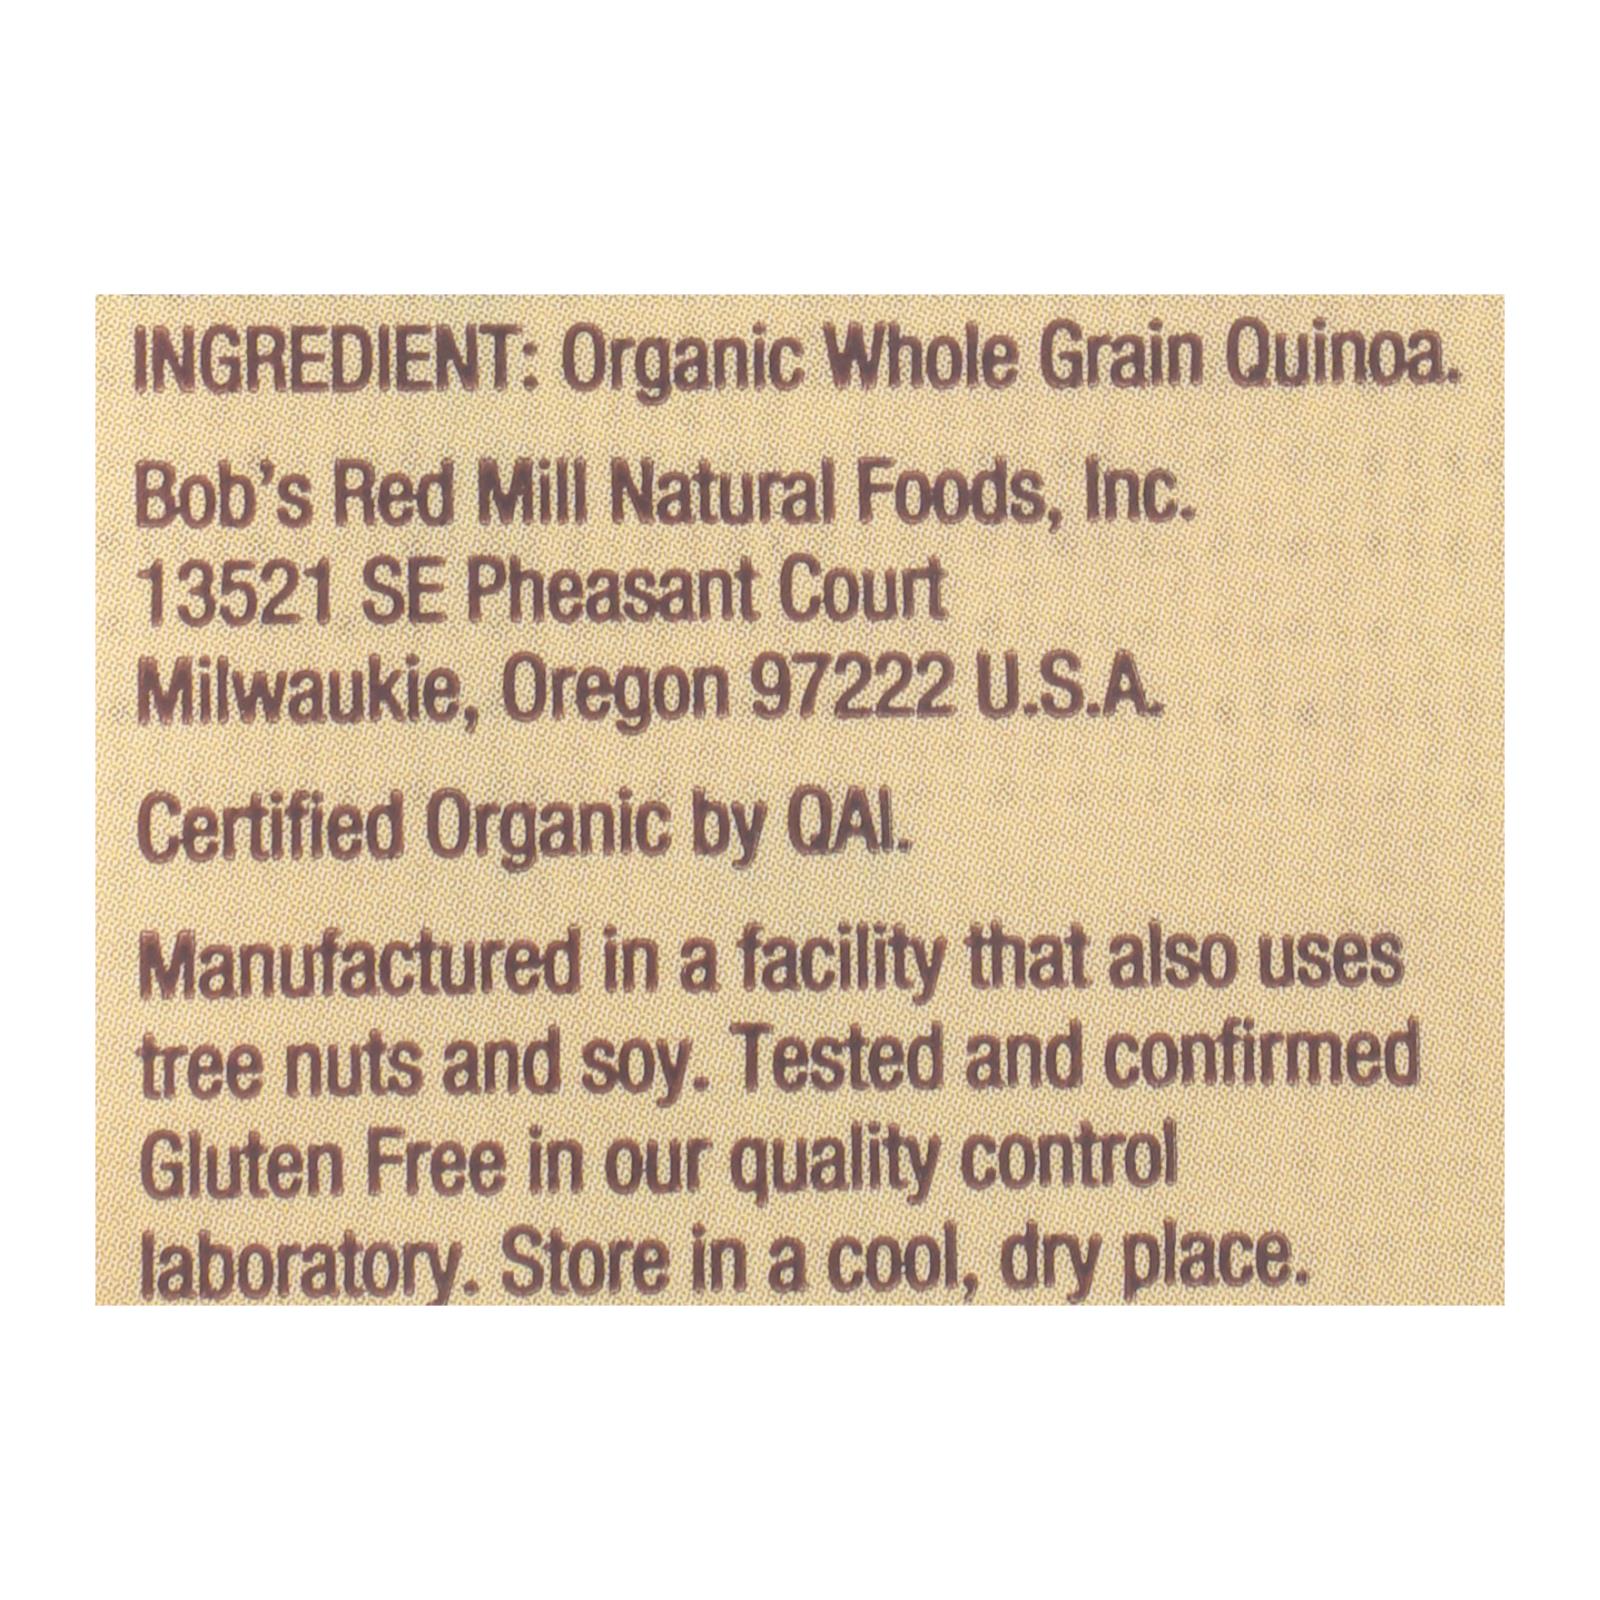 INGREDIENT: Organic Whole Grain Quinoa.
Bob's Red Mill Natural Foods, Inc.
13521 SE Pheasant Court
Milwaukie, Oregon 97222 U.S.A.
Certified Organic by QAI.
Manufactured in a facility that also uses
tree nuts and soy. Tested and confirmed
Gluten Free in our quality control
laboratory. Store in a cool, dry place.